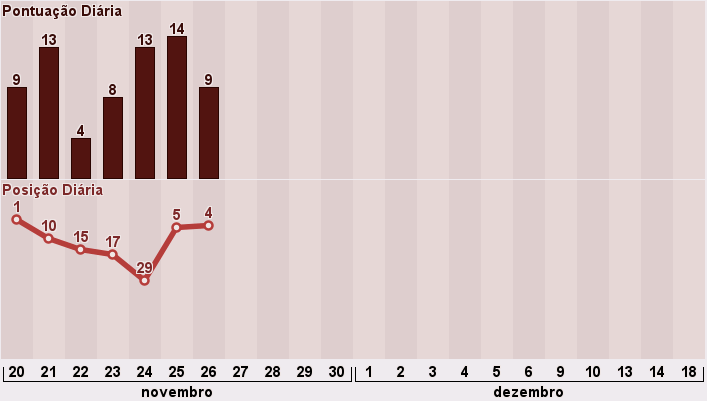 Pontuação Diária
9 13 4 8 13 14 9
Posição Diária
1 10 15 17 29 5 4
20 21 22 23 24 25 26 27 28 29 30 1 2 3 4 5 6 9 10 13 14 18
novembro dezembro